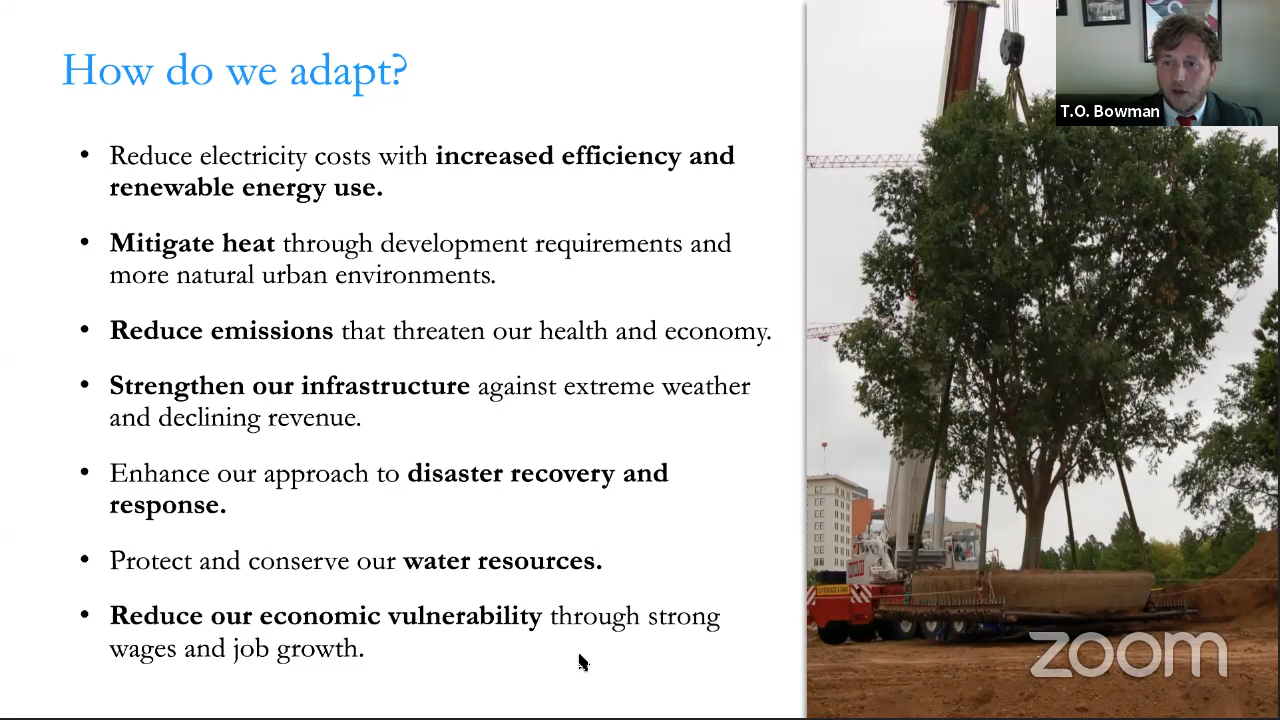 How do we adapt?
• Reduce electricity costs with increased efficiency and
renewable energy use.
• Mitigate heat through development requirements and
more natural urban environments.
• Reduce emissions that threaten our health and economy.
• Strengthen our infrastructure against extreme weather
and declining revenue.
• Enhance our approach to disaster recovery and
response.
• Protect and conserve our water resources.
• Reduce our economic vulnerability through strong
wages and job growth.
T.O. Bowman
OVERSIZE LOAD
zoom